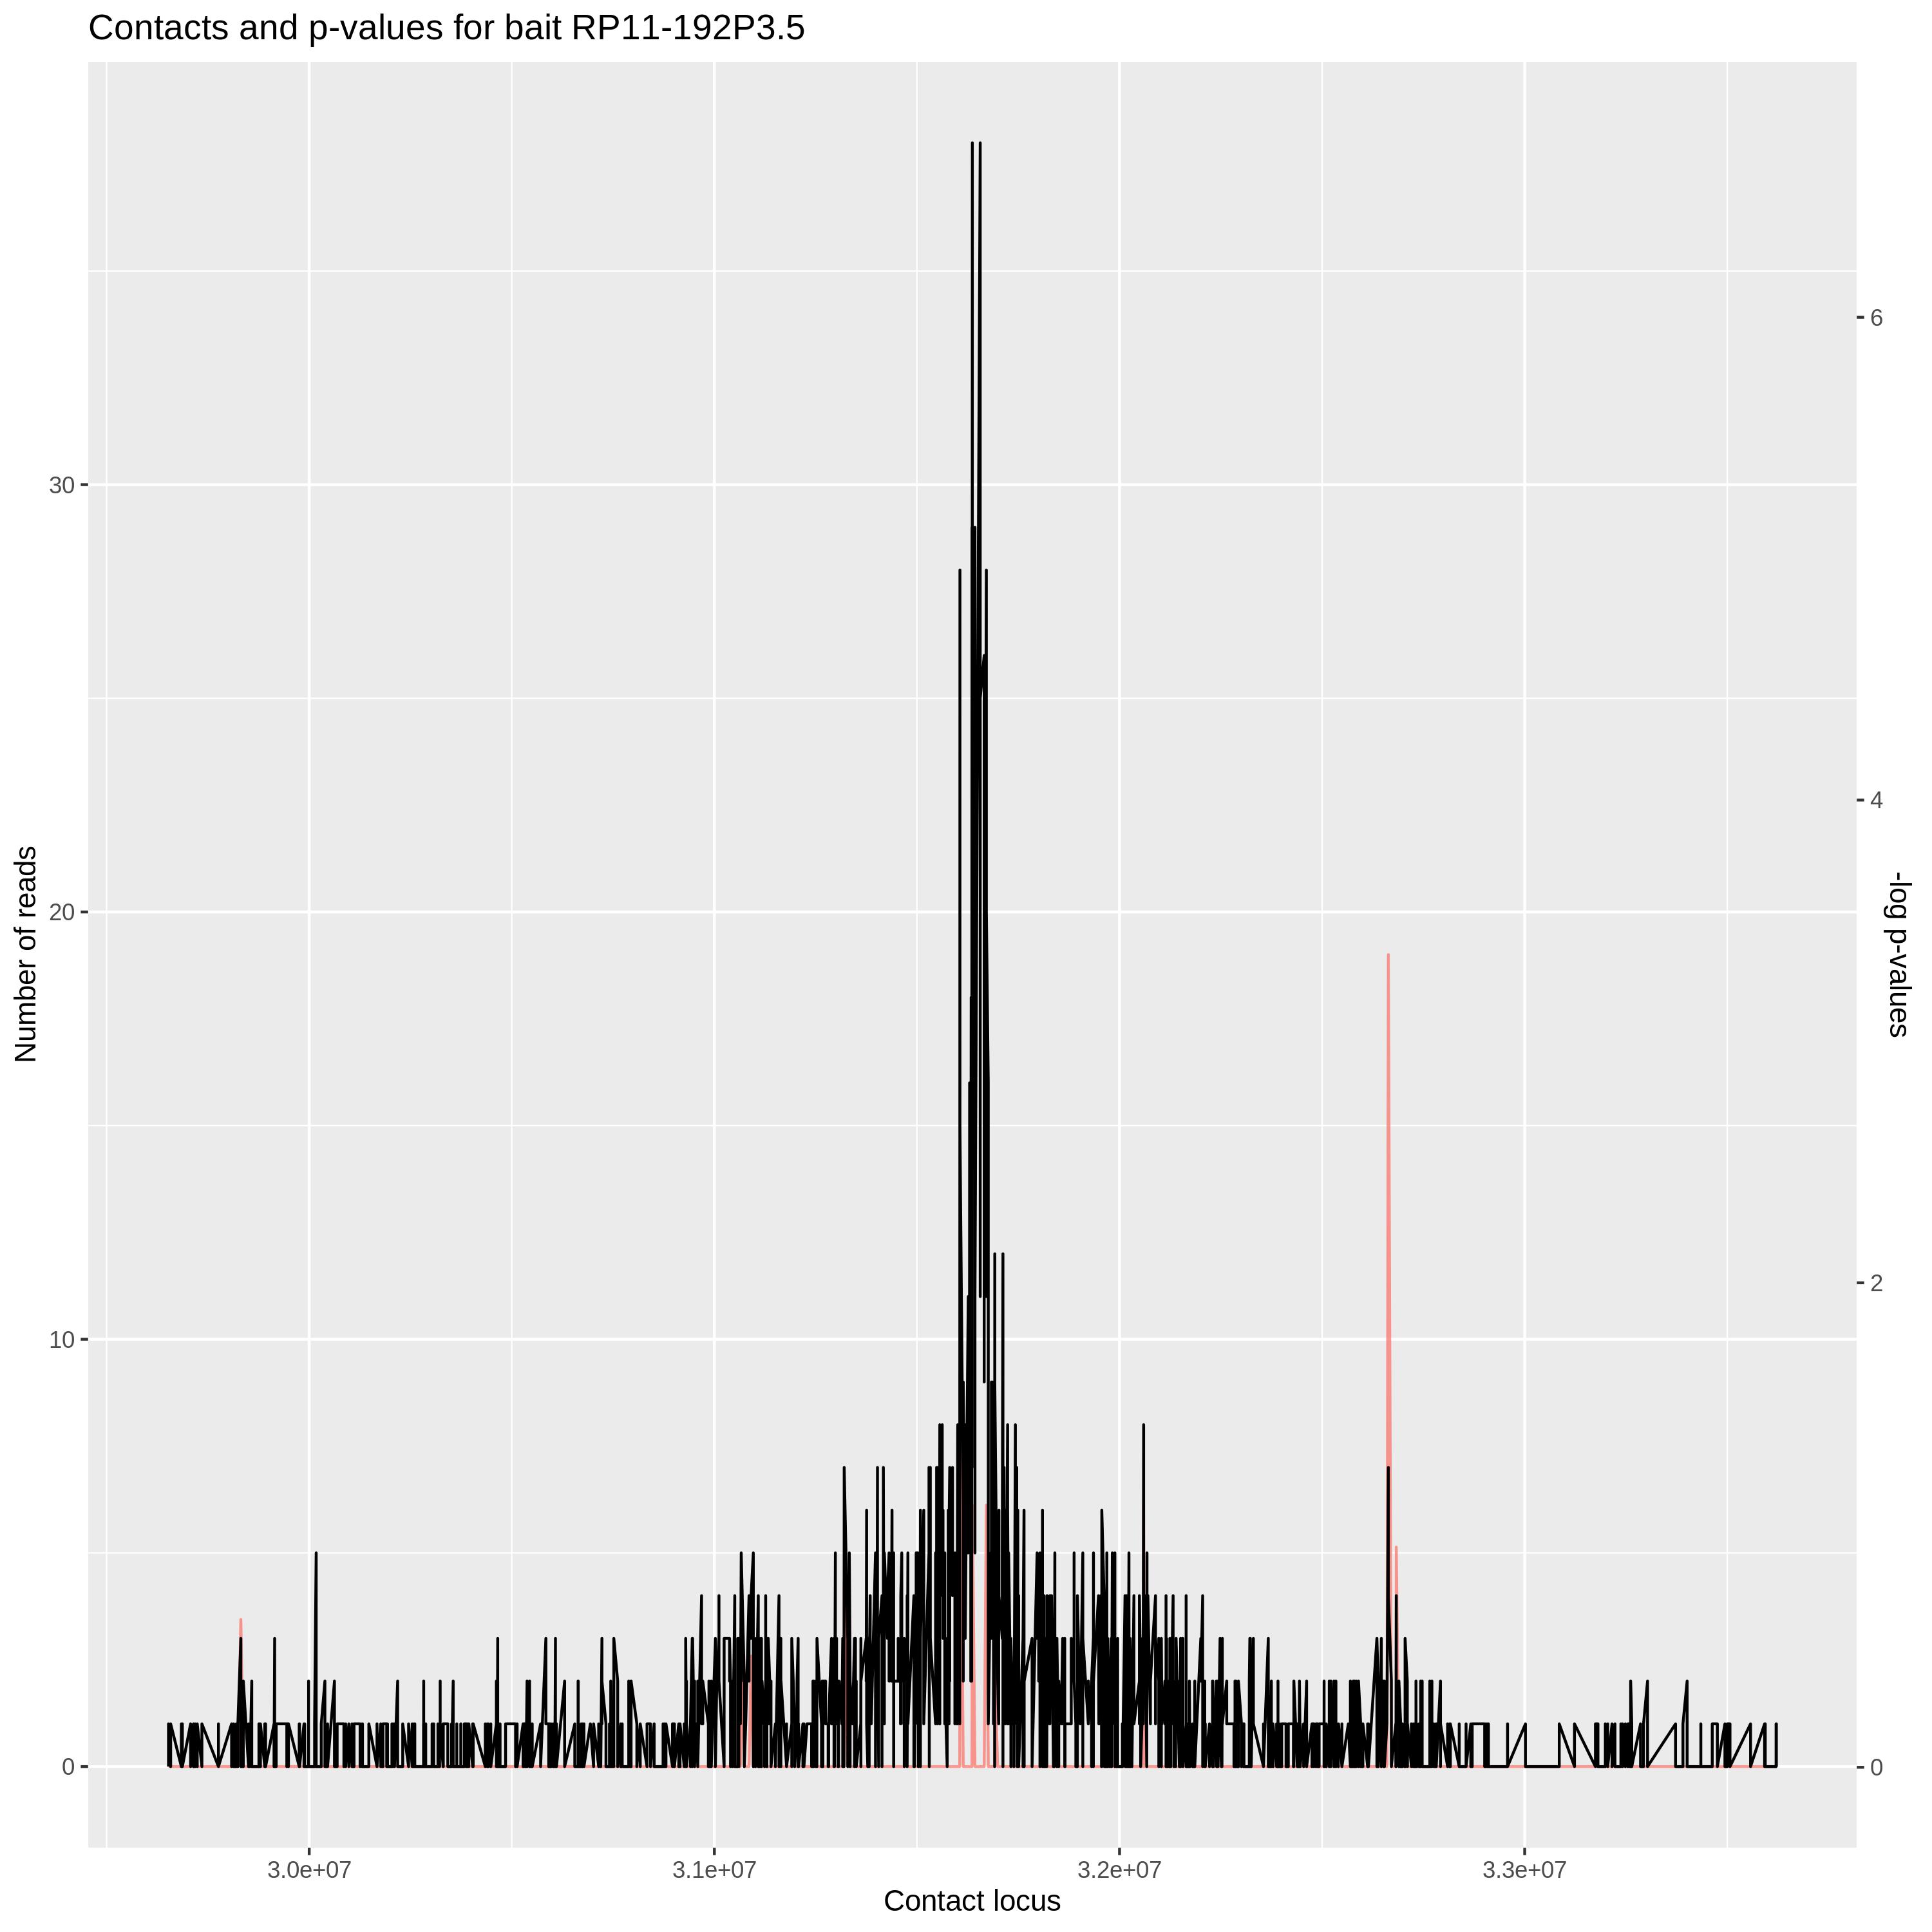 Contacts and p-values for bait RP11-192P3.5
Number of reads
30
20
10
0
6
4
2
0
-log p-values
3.0e+07
3.1e+07
3.2e+07
3.3e+07
Contact locus